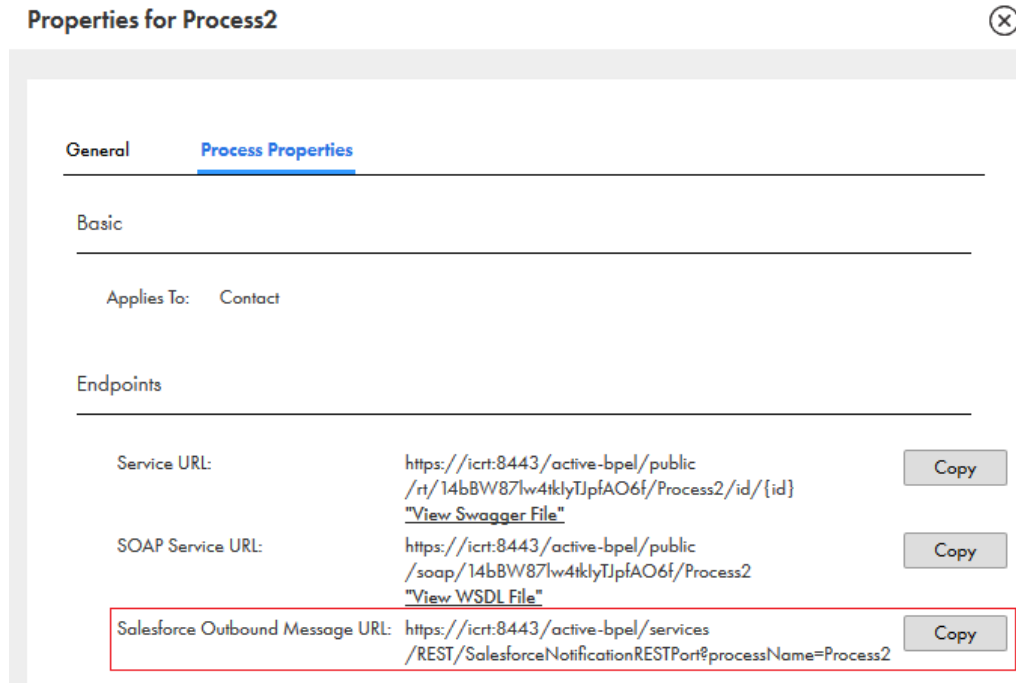 Properties for Process2
General Process Properties
Basic
Applies To: Contact
Endpoints
Service URL: https://icrt:8443/active-bpel/public Copy
/rt/14bBW87lw4tkIyTJpfAO6f/Process2/id/{id}
"View Swagger File"
SOAP Service URL: https://icrt:8443/active-bpel/public Copy
/soap/14bBW87lw4tkIyTJpfAO6f/Process2
"View WSDL File"
Salesforce Outbound Message URL: https://icrt:8443/active-bpel/services Copy
/REST/SalesforceNotificationRESTPort?processName=Process2